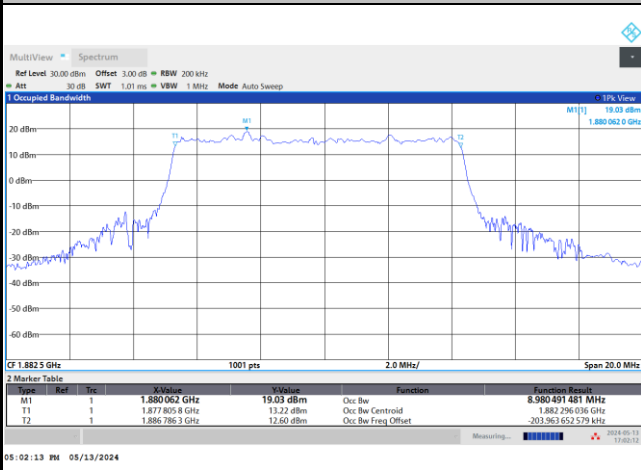 MultiView Spectrum
Ref Level 30.00 dBm Offset 3.00 dB RBW 200 kHz
Att 30 dB SWT 1.01 ms VBW 1 MHz Mode Auto Sweep
1 Occupied Bandwidth 1Pk View
M1[1] 19.03 dBm
1.880 062 0 GHz
M1
T1
T2
20 dBm
10 dBm
0 dBm
-10 dBm
-20 dBm
-30 dBm
-40 dBm
-50 dBm
-60 dBm
CF 1.882 5 GHz 1001 pts 2.0 MHz/ Span 20.0 MHz
2 Marker Table
Type Ref Trc X-Value Y-Value Function Function Result
M1 1 1.880 062 GHz 19.03 dBm Occ Bw 8.980 491 481 MHz
T1 1 1.877 805 8 GHz 13.22 dBm Occ Bw Centroid 1.882 296 036 GHz
T2 1 1.886 786 3 GHz 12.60 dBm Occ Bw Freq Offset -203.963 652 579 kHz
Measuring... 2024-05-13
17:02:12
05:02:13 PM 05/13/2024